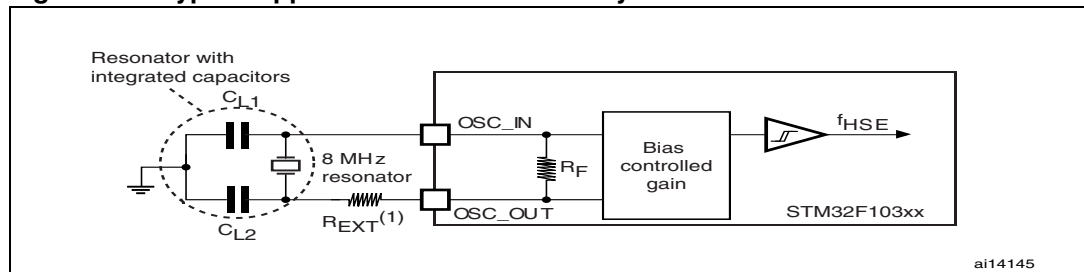 Resonator with
integrated capacitors
CL1
OSC_IN
fHSE
8 MHz
resonator
RF
Bias
controlled
gain
REXT(1)
OSC_OUT
STM32F103xx
CL2
ai14145